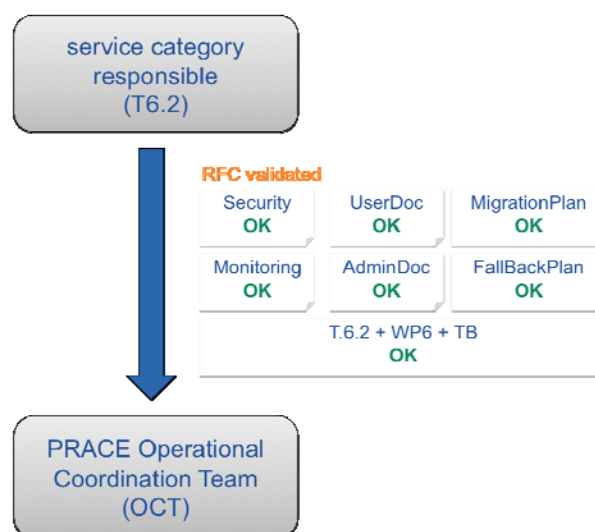 service category
responsible
(T6.2)
RFC validated
Security
OK
UserDoc
OK
MigrationPlan
OK
Monitoring
OK
AdminDoc
OK
FallBackPlan
OK
T.6.2 + WP6 + TB
OK
PRACE Operational
Coordination Team
(OCT)